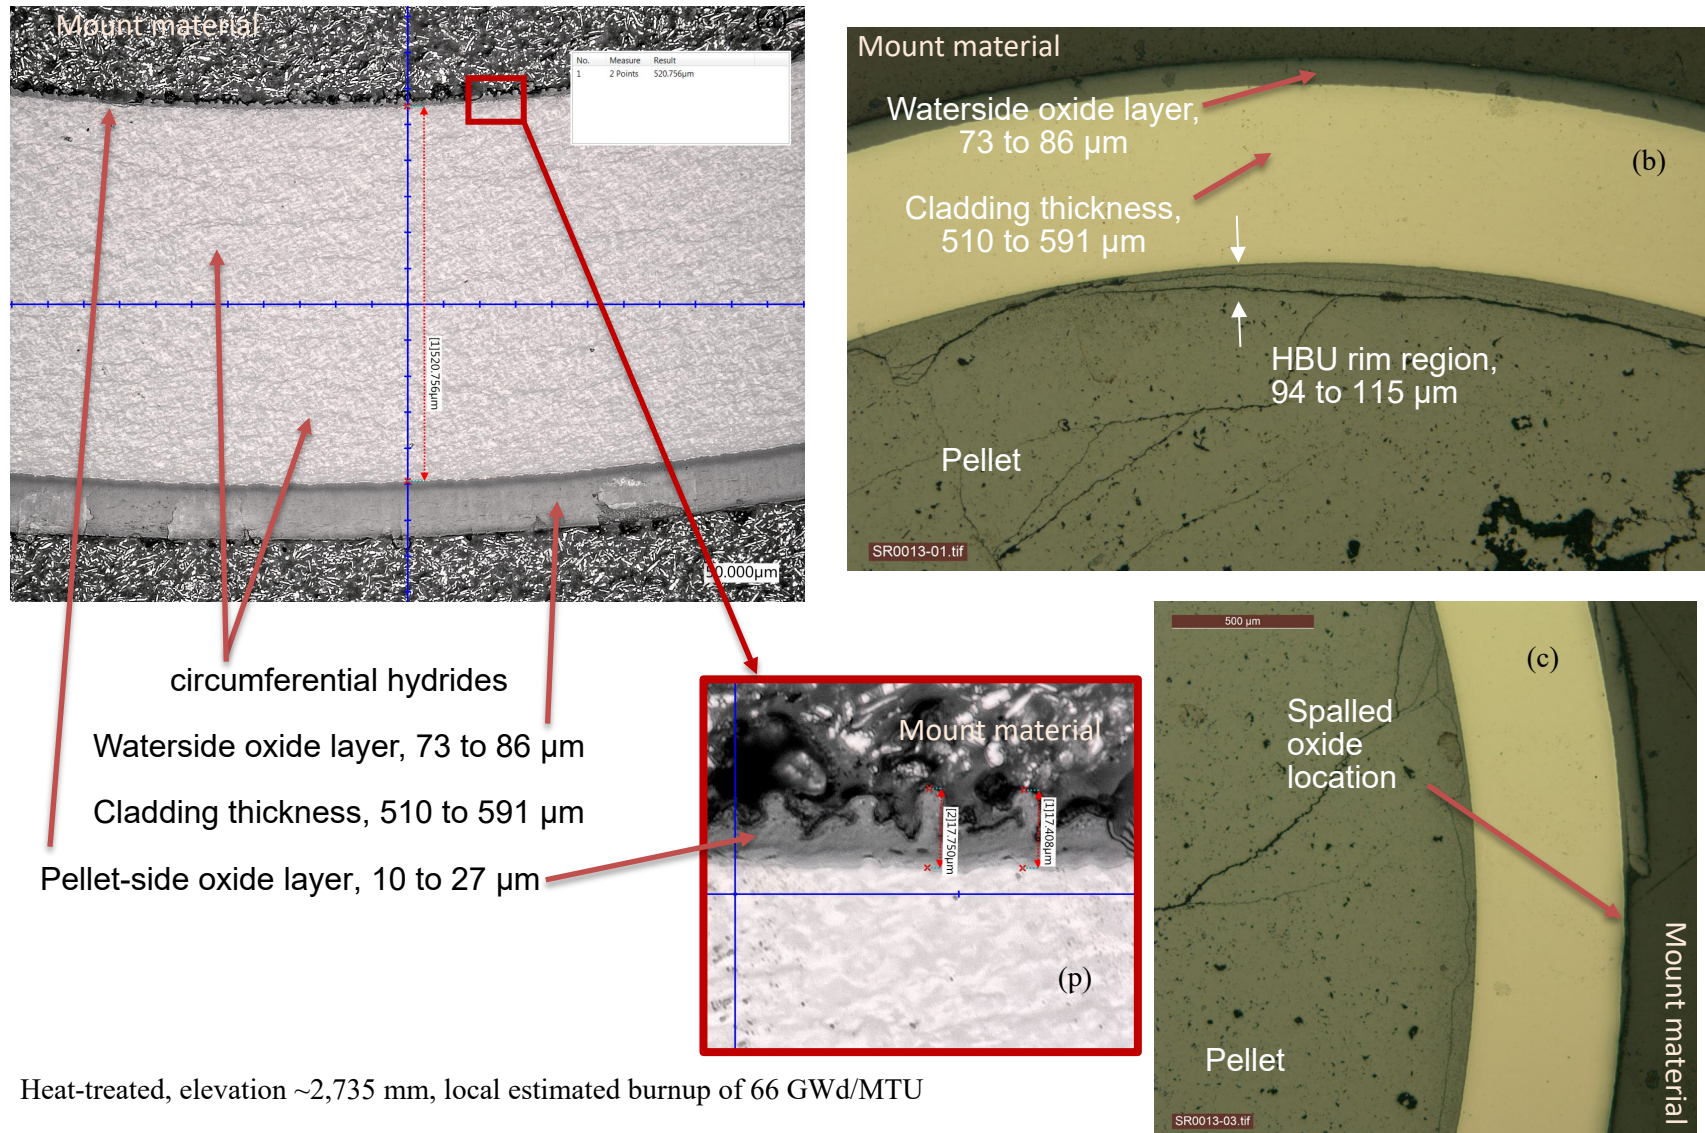 Mount material
(a)
No. Measure Result
1 2 Points 520.756µm
[1]520.756µm
50.000µm
Mount material
Waterside oxide layer,
73 to 86 µm
(b)
Cladding thickness,
510 to 591 µm
HBU rim region,
94 to 115 µm
Pellet
SR0013-01.tif
circumferential hydrides
Waterside oxide layer, 73 to 86 µm
Cladding thickness, 510 to 591 µm
Pellet-side oxide layer, 10 to 27 µm
Mount material
[2]17.750µm
[1]17.408µm
(p)
500 µm
(c)
Spalled
oxide
location
Mount material
Pellet
SR0013-03.tif
Heat-treated, elevation ~2,735 mm, local estimated burnup of 66 GWd/MTU